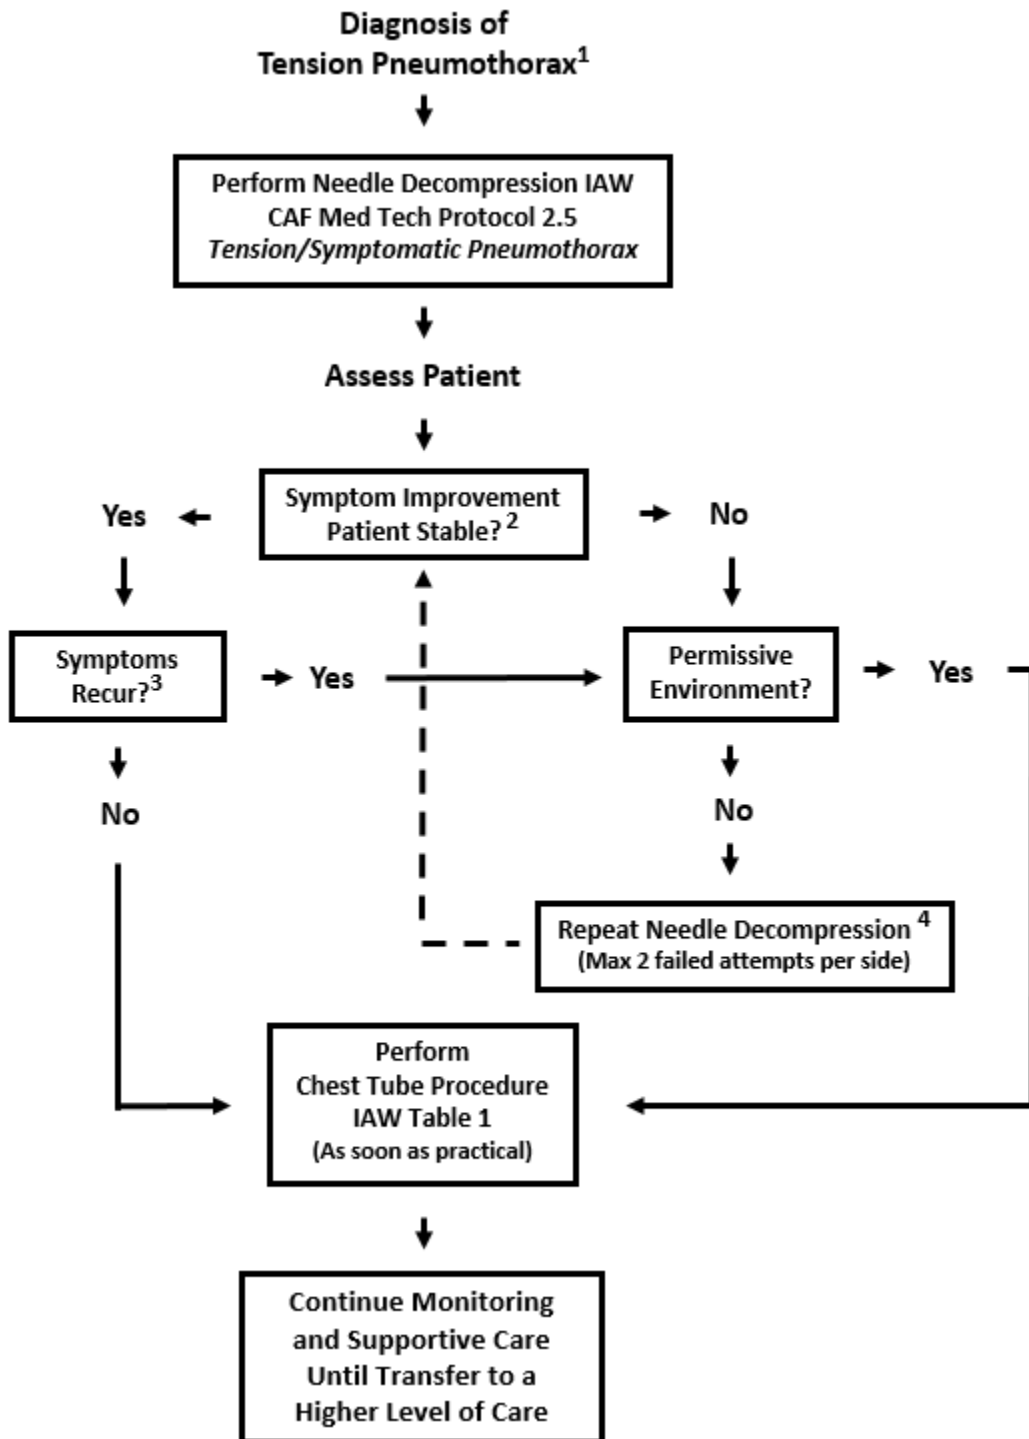 Diagnosis of
Tension Pneumothorax1
Perform Needle Decompression IAW
CAF Med Tech Protocol 2.5
Tension/Symptomatic Pneumothorax
Assess Patient
Symptom Improvement
Patient Stable?2
Yes
No
Symptoms
Recur?3
Yes
Permissive
Environment?
Yes
No
No
Repeat Needle Decompression4
(Max 2 failed attempts per side)
Perform
Chest Tube Procedure
IAW Table 1
(As soon as practical)
Continue Monitoring
and Supportive Care
Until Transfer to a
Higher Level of Care